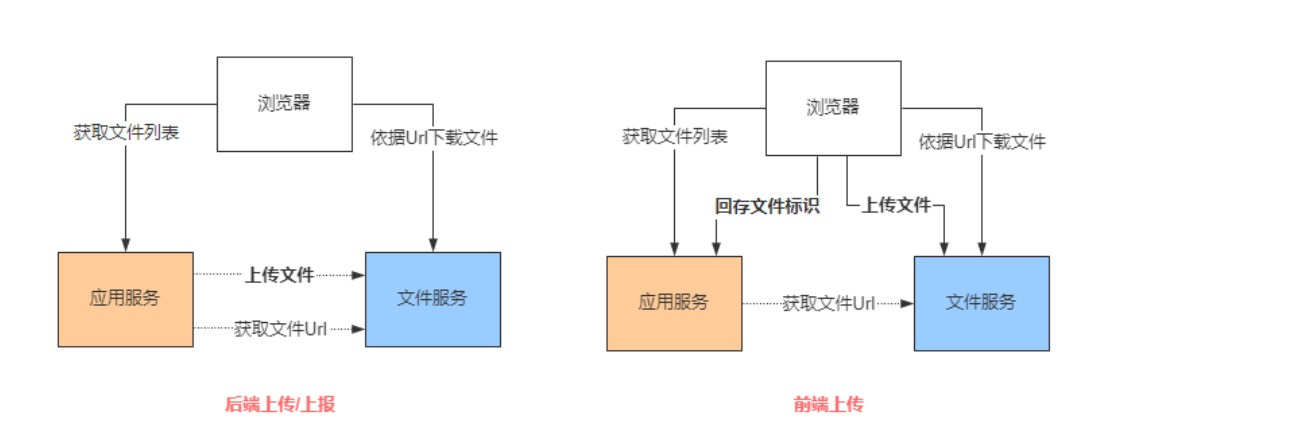 浏览器
获取文件列表
依据Url下载文件
应用服务
上传文件
获取文件Url
文件服务
后端上传/上报
浏览器
获取文件列表
依据Url下载文件
回存文件标识
上传文件
应用服务
获取文件Url
文件服务
前端上传